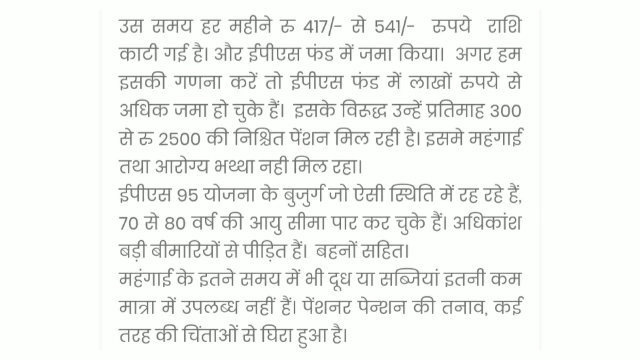 उस समय हर महीने रु 417/- से 541/- रुपये राशि
काटी गई है। और ईपीएस फंड में जमा किया। अगर हम
इसकी गणना करें तो ईपीएस फंड में लाखों रुपये से
अधिक जमा हो चुके हैं। इसके विरूद्ध उन्हें प्रतिमाह 300
से रु 2500 की निश्चित पेंशन मिल रही है। इसमे महंगाई
तथा आरोग्य भथ्था नही मिल रहा।
ईपीएस 95 योजना के बुजुर्ग जो ऐसी स्थिति में रह रहे हैं,
70 से 80 वर्ष की आयु सीमा पार कर चुके हैं। अधिकांश
बड़ी बीमारियों से पीड़ित हैं। बहनों सहित।
महंगाई के इतने समय में भी दूध या सब्जियां इतनी कम
मात्रा में उपलब्ध नहीं हैं। पेंशनर पेन्शन की तनाव, कई
तरह की चिंताओं से घिरा हुआ है।